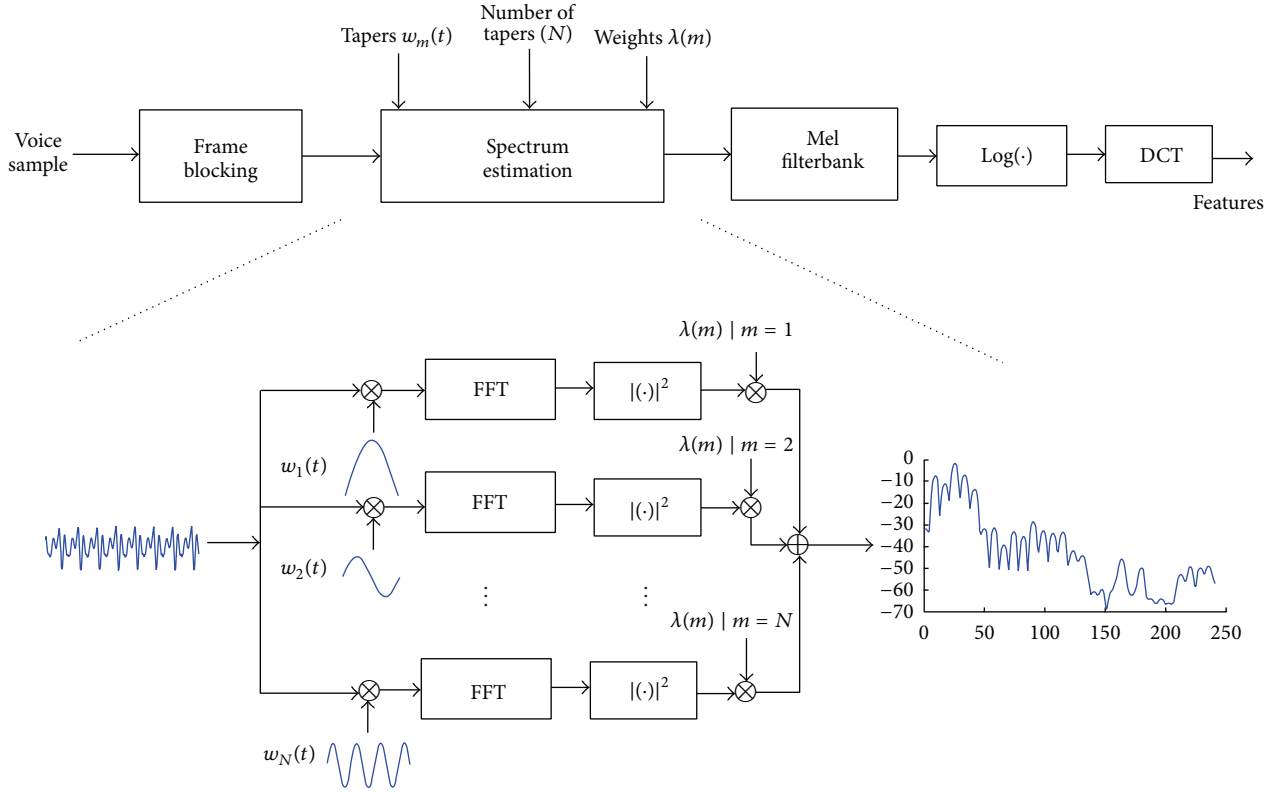 Number of
tapers (N)
Tapers w_m(t)
Weights λ(m)
Voice
sample
Frame
blocking
Spectrum
estimation
Mel
filterbank
Log(·)
DCT
Features
λ(m) | m = 1
FFT
|(·)|²
w₁(t)
λ(m) | m = 2
FFT
|(·)|²
w₂(t)
⋮
⋮
λ(m) | m = N
FFT
|(·)|²
w_N(t)
0
−10
−20
−30
−40
−50
−60
−70
0 50 100 150 200 250